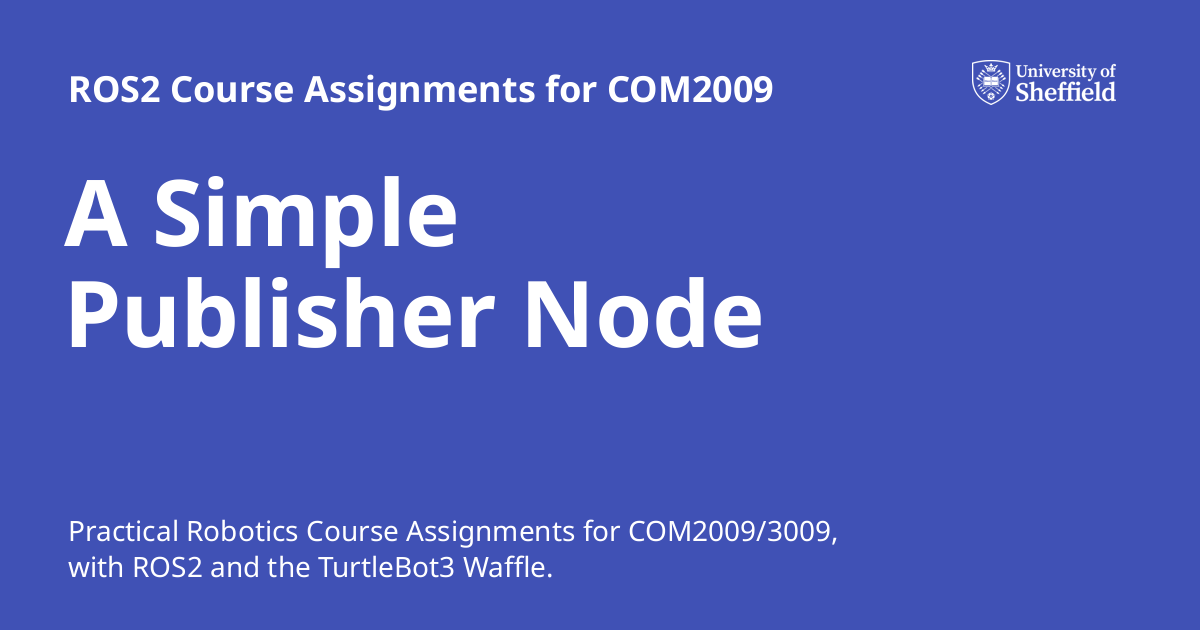 ROS2 Course Assignments for COM2009
University of
Sheffield
A Simple
Publisher Node
Practical Robotics Course Assignments for COM2009/3009,
with ROS2 and the TurtleBot3 Waffle.